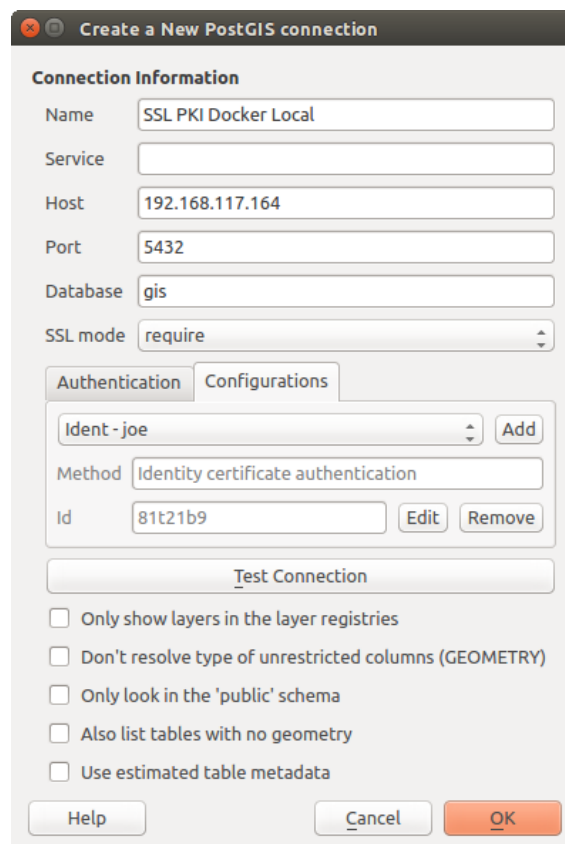 Create a New PostGIS connection
Connection Information
Name SSL PKI Docker Local
Service
Host 192.168.117.164
Port 5432
Database gis
SSL mode require
Authentication Configurations
Ident - joe Add
Method Identity certificate authentication
Id 81t21b9 Edit Remove
Test Connection
Only show layers in the layer registries
Don't resolve type of unrestricted columns (GEOMETRY)
Only look in the 'public' schema
Also list tables with no geometry
Use estimated table metadata
Help Cancel OK